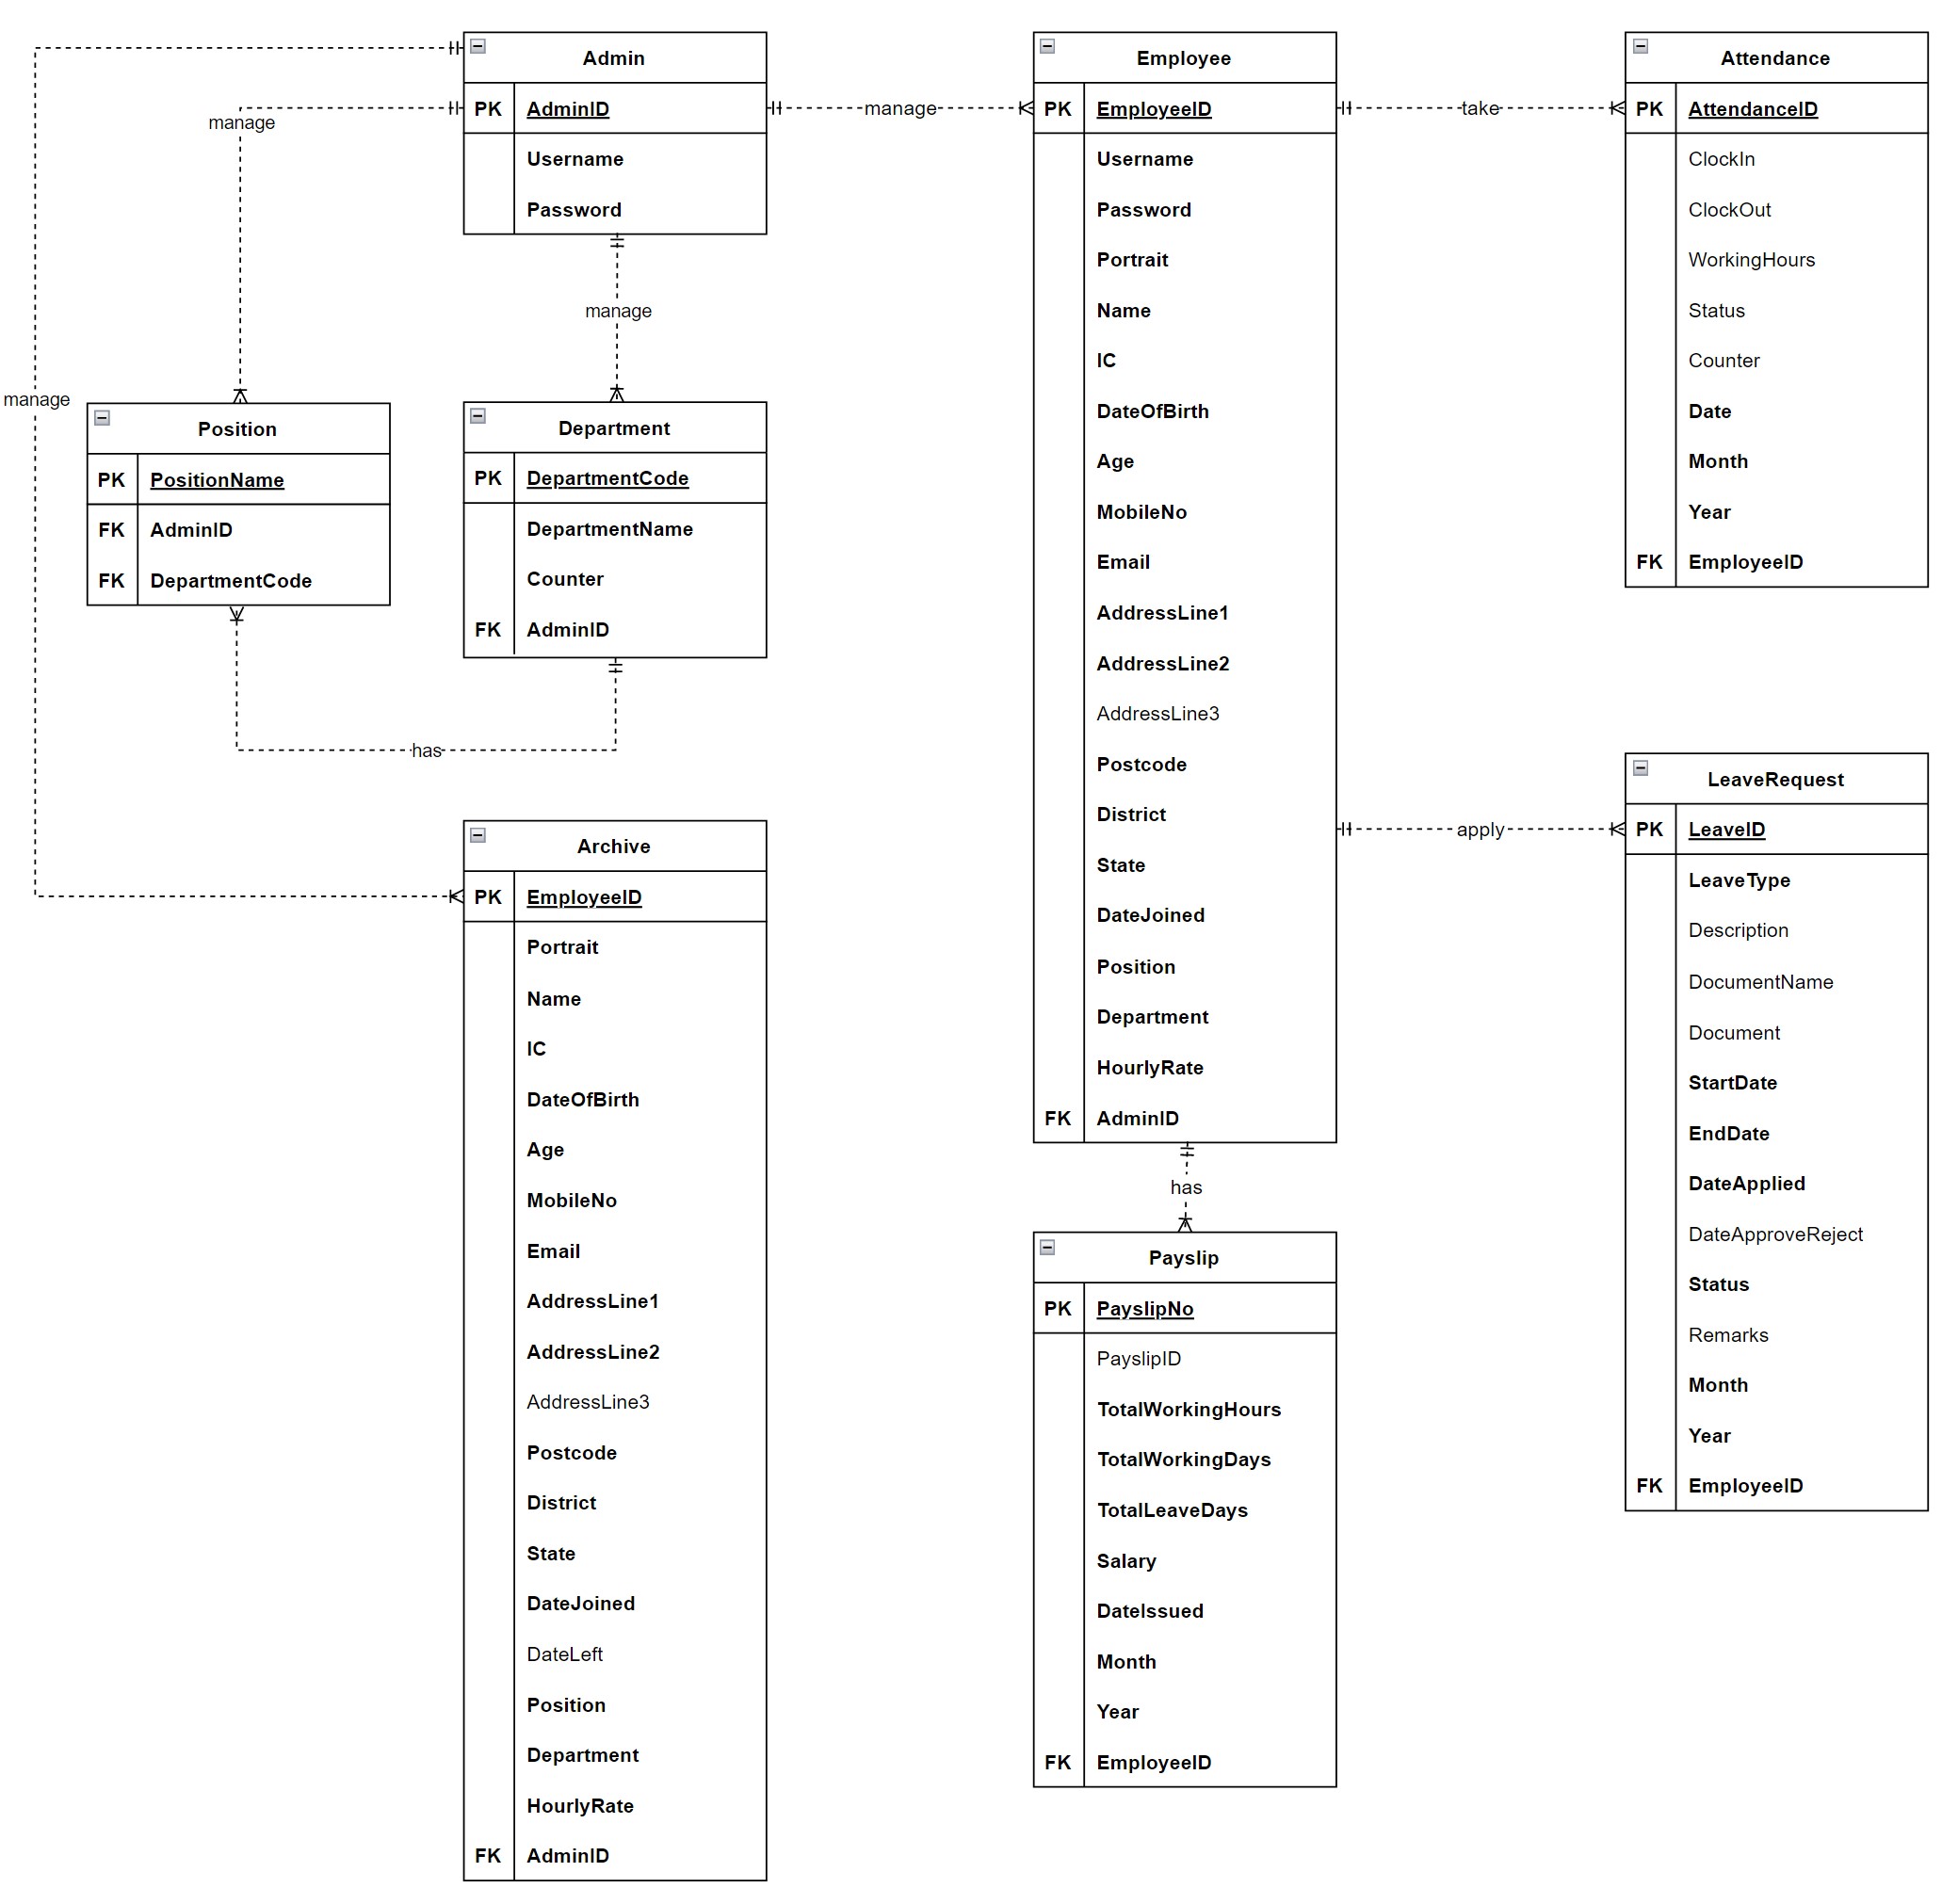 Admin
PK AdminID
Username
Password
manage
manage
manage
manage
Position
PK PositionName
FK AdminID
FK DepartmentCode
Department
PK DepartmentCode
DepartmentName
Counter
FK AdminID
has
Archive
PK EmployeeID
Portrait
Name
IC
DateOfBirth
Age
MobileNo
Email
AddressLine1
AddressLine2
AddressLine3
Postcode
District
State
DateJoined
DateLeft
Position
Department
HourlyRate
FK AdminID
Employee
PK EmployeeID
Username
Password
Portrait
Name
IC
DateOfBirth
Age
MobileNo
Email
AddressLine1
AddressLine2
AddressLine3
Postcode
District
State
DateJoined
Position
Department
HourlyRate
FK AdminID
has
Payslip
PK PayslipNo
PayslipID
TotalWorkingHours
TotalWorkingDays
TotalLeaveDays
Salary
DateIssued
Month
Year
FK EmployeeID
take
Attendance
PK AttendanceID
ClockIn
ClockOut
WorkingHours
Status
Counter
Date
Month
Year
FK EmployeeID
apply
LeaveRequest
PK LeaveID
LeaveType
Description
DocumentName
Document
StartDate
EndDate
DateApplied
DateApproveReject
Status
Remarks
Month
Year
FK EmployeeID